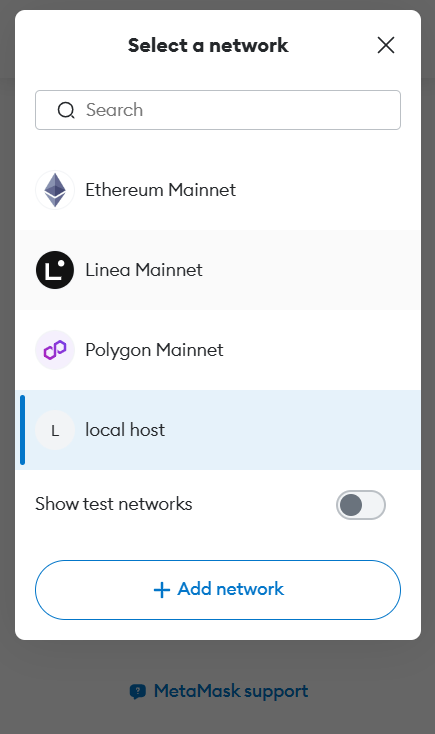 Select a network
Search
Ethereum Mainnet
Linea Mainnet
Polygon Mainnet
L
local host
Show test networks
Add network
MetaMask support